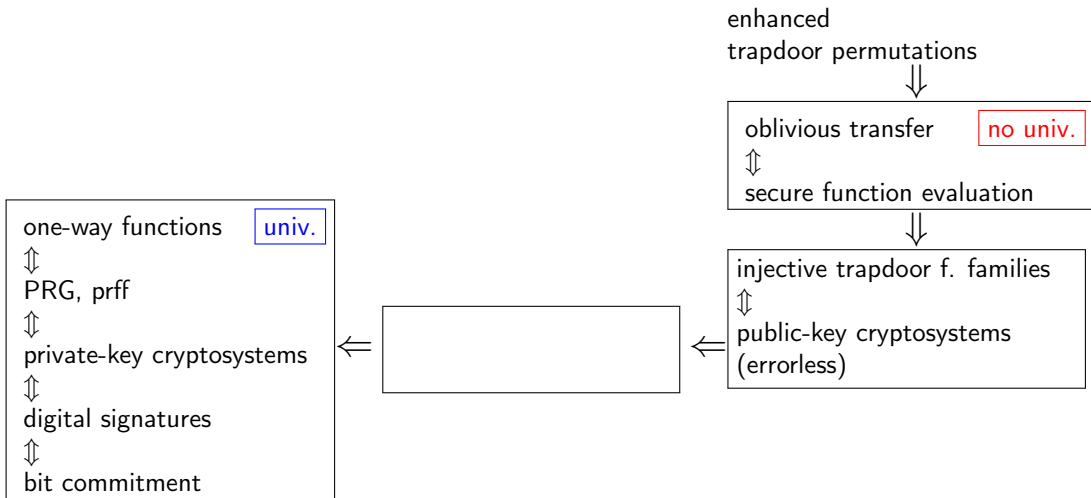 enhanced
trapdoor permutations
⇓
oblivious transfer no univ.
⇕
secure function evaluation
⇓
one-way functions univ.
⇕
PRG, prff
⇕
private-key cryptosystems
⇕
digital signatures
⇕
bit commitment
⇐
⇐
injective trapdoor f. families
⇕
public-key cryptosystems
(errorless)